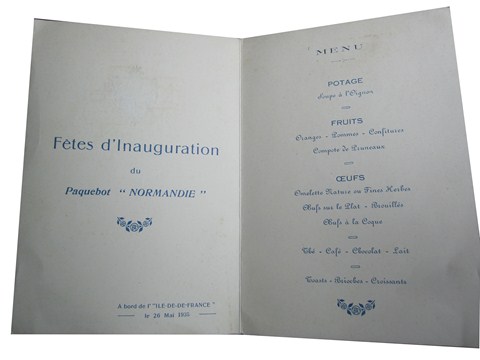 Fêtes d'Inauguration
du
Paquebot " NORMANDIE "
A bord de l' "ILE DE-DE-FRANCE"
le 26 Mai 1935
MENU
POTAGE
Soupe à l'Oignon
FRUITS
Oranges - Pommes - Confitures
Compote de Pruneaux
ŒUFS
Omelette Nature ou Fines Herbes
Œufs sur le Plat - Brouillés
Œufs à la Coque
Thé - Café - Chocolat - Lait
Toasts - Brioches - Croissants